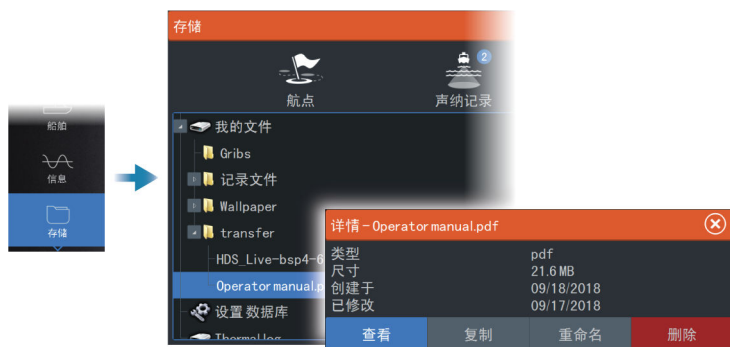 存储
航点
声纳记录
2
船舶
信息
存储
我的文件
Gribs
记录文件
Wallpaper
transfer
HDS_Live-bsp4-6
Operator manual.p
设置 数据库
详情 – Operator manual.pdf
类型 pdf
尺寸 21.6 MB
创建于 09/18/2018
已修改 09/17/2018
查看 复制 重命名 删除